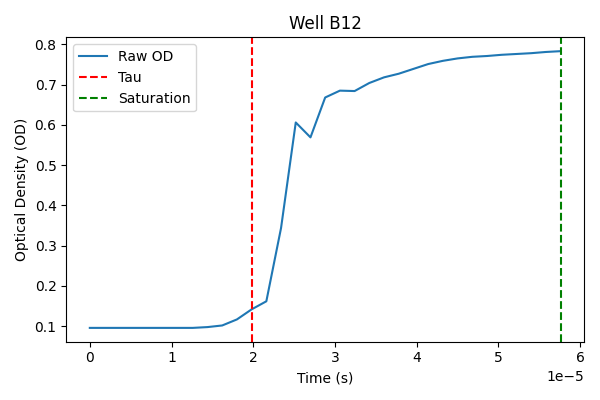 Well B12
Raw OD
Tau
Saturation
Optical Density (OD)
0.8
0.7
0.6
0.5
0.4
0.3
0.2
0.1
0 1 2 3 4 5 6
1e−5
Time (s)